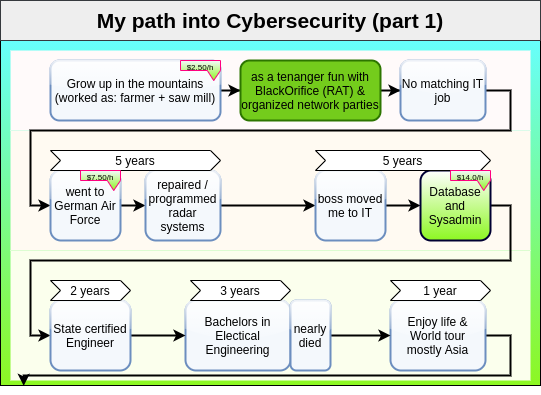 My path into Cybersecurity (part 1)
$2.50/h
Grow up in the mountains
(worked as: farmer + saw mill)
as a tenanger fun with
BlackOrifice (RAT) &
organized network parties
No matching IT
job
5 years
5 years
$7.50/h
went to
German Air
Force
repaired /
programmed
radar
systems
boss moved
me to IT
$14.0/h
Database
and
Sysadmin
2 years
3 years
1 year
State certified
Engineer
Bachelors in
Electical
Engineering
nearly
died
Enjoy life &
World tour
mostly Asia